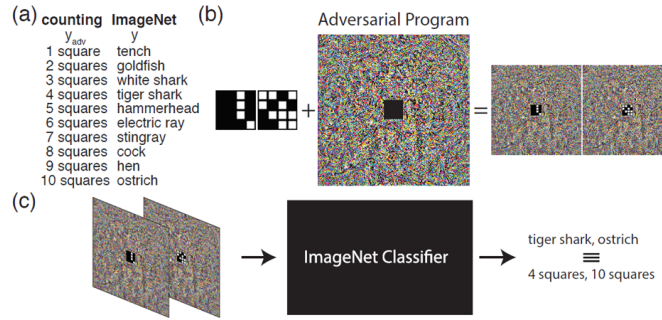 (a)
counting ImageNet
y_adv y
1 square tench
2 squares goldfish
3 squares white shark
4 squares tiger shark
5 squares hammerhead
6 squares electric ray
7 squares stingray
8 squares cock
9 squares hen
10 squares ostrich
(b)
Adversarial Program
+ =
(c)
ImageNet Classifier
tiger shark, ostrich
≡
4 squares, 10 squares